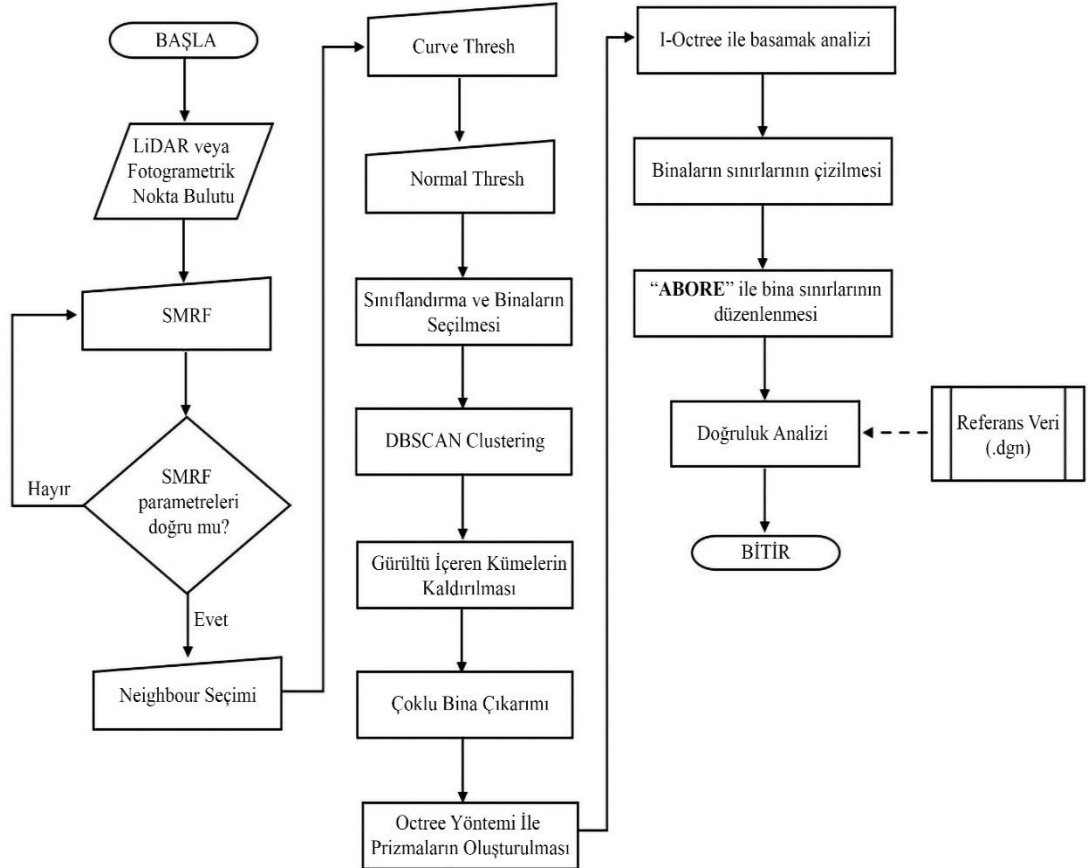 BAŞLA
LiDAR veya
Fotogrametrik
Nokta Bulutu
SMRF
SMRF
parametreleri
doğru mu?
Hayır
Evet
Neighbour Seçimi
Curve Thresh
Normal Thresh
Sınıflandırma ve Binaların
Seçilmesi
DBSCAN Clustering
Gürültü İçeren Kümelerin
Kaldırılması
Çoklu Bina Çıkarımı
Octree Yöntemi İle
Prizmaların Oluşturulması
I-Octree ile basamak analizi
Binaların sınırlarının çizilmesi
“ABORE” ile bina sınırlarının
düzenlenmesi
Doğruluk Analizi
Referans Veri
(.dgn)
BİTİR